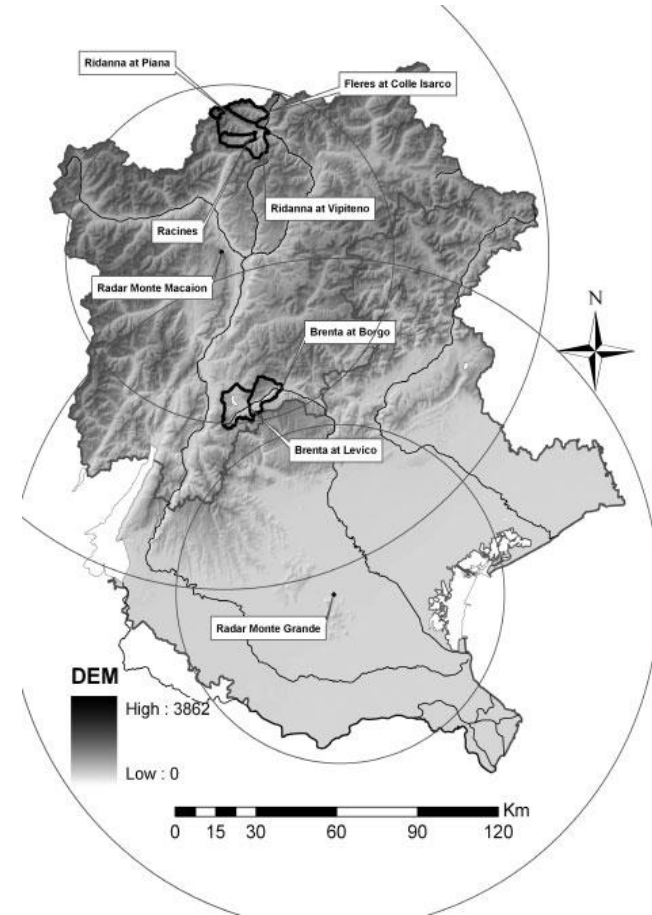 Ridanna at Piana
Fleres at Colle Isarco
Ridanna at Vipiteno
Racines
Radar Monte Macaion
N
Brenta at Borgo
Brenta at Levico
Radar Monte Grande
DEM
High : 3862
Low : 0
Km
0 15 30 60 90 120